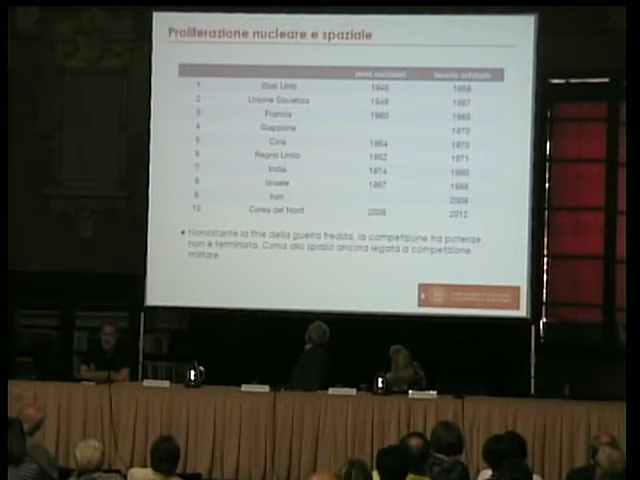 Proliferazione nucleare e spaziale
armi nucleari lancio orbitale
1 Stati Uniti 1945 1958
2 Unione Sovietica 1949 1957
3 Francia 1960 1965
4 Giappone 1970
5 Cina 1964 1970
6 Regno Unito 1952 1971
7 India 1974 1980
8 Israele 1967 1988
9 Iran 2009
10 Corea del Nord 2006 2012
• Nonostante la fine della guerra fredda, la competizione tra potenze
non è terminata. Corsa allo spazio ancora legata a competizione
militare